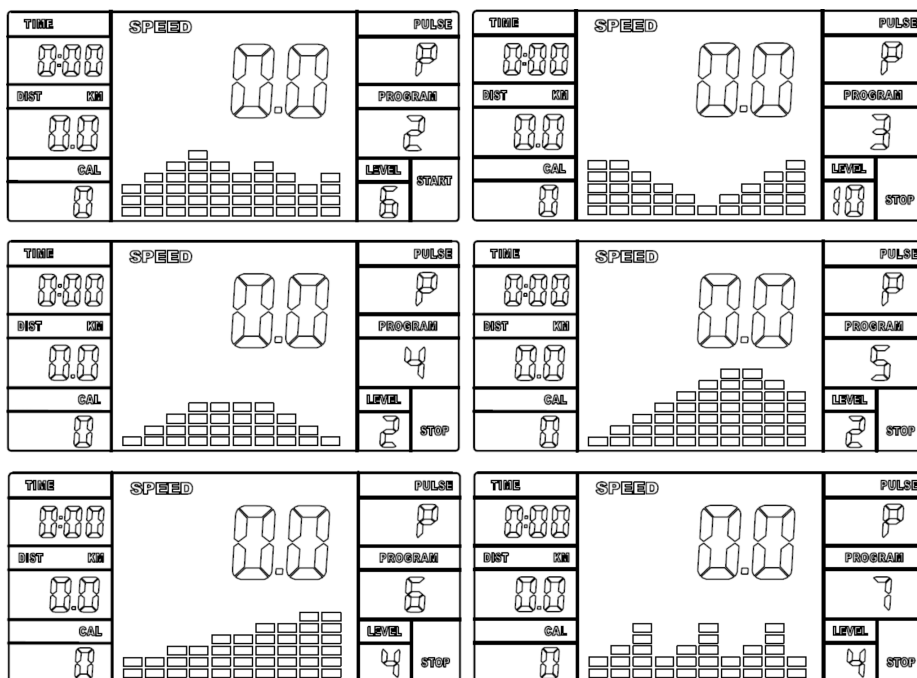 TIME SPEED PULSE
0:00 0.0 P
DIST KM PROGRAM
0.0 2
CAL LEVEL START
0 6
TIME SPEED PULSE
0:00 0.0 P
DIST KM PROGRAM
0.0 3
CAL LEVEL
0 10 STOP
TIME SPEED PULSE
0:00 0.0 P
DIST KM PROGRAM
0.0 4
CAL LEVEL
0 2 STOP
TIME SPEED PULSE
0:00 0.0 P
DIST KM PROGRAM
0.0 5
CAL LEVEL
0 2 STOP
TIME SPEED PULSE
0:00 0.0 P
DIST KM PROGRAM
0.0 6
CAL LEVEL
0 4 STOP
TIME SPEED PULSE
0:00 0.0 P
DIST KM PROGRAM
0.0 7
CAL LEVEL
0 4 STOP